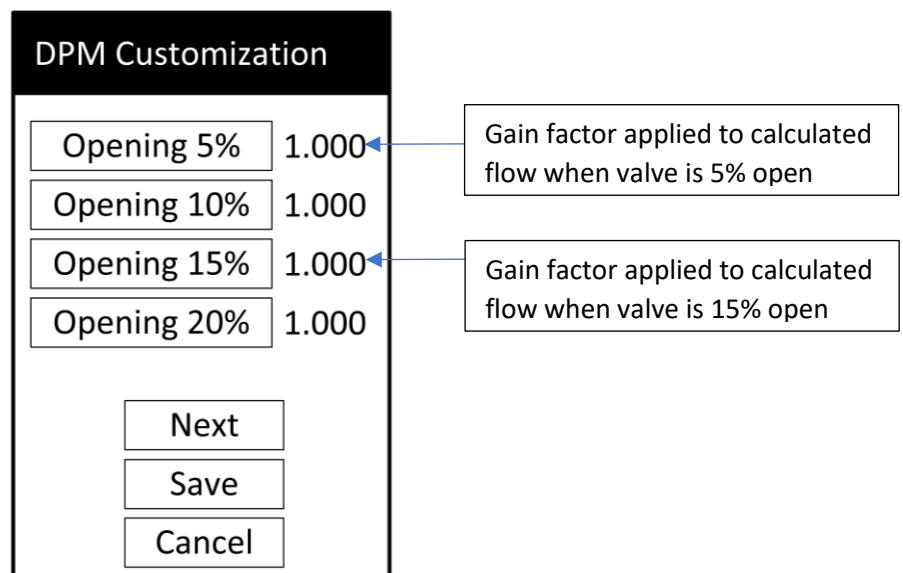 DPM Customization
Opening 5% 1.000
Gain factor applied to calculated
flow when valve is 5% open
Opening 10% 1.000
Opening 15% 1.000
Gain factor applied to calculated
flow when valve is 15% open
Opening 20% 1.000
Next
Save
Cancel